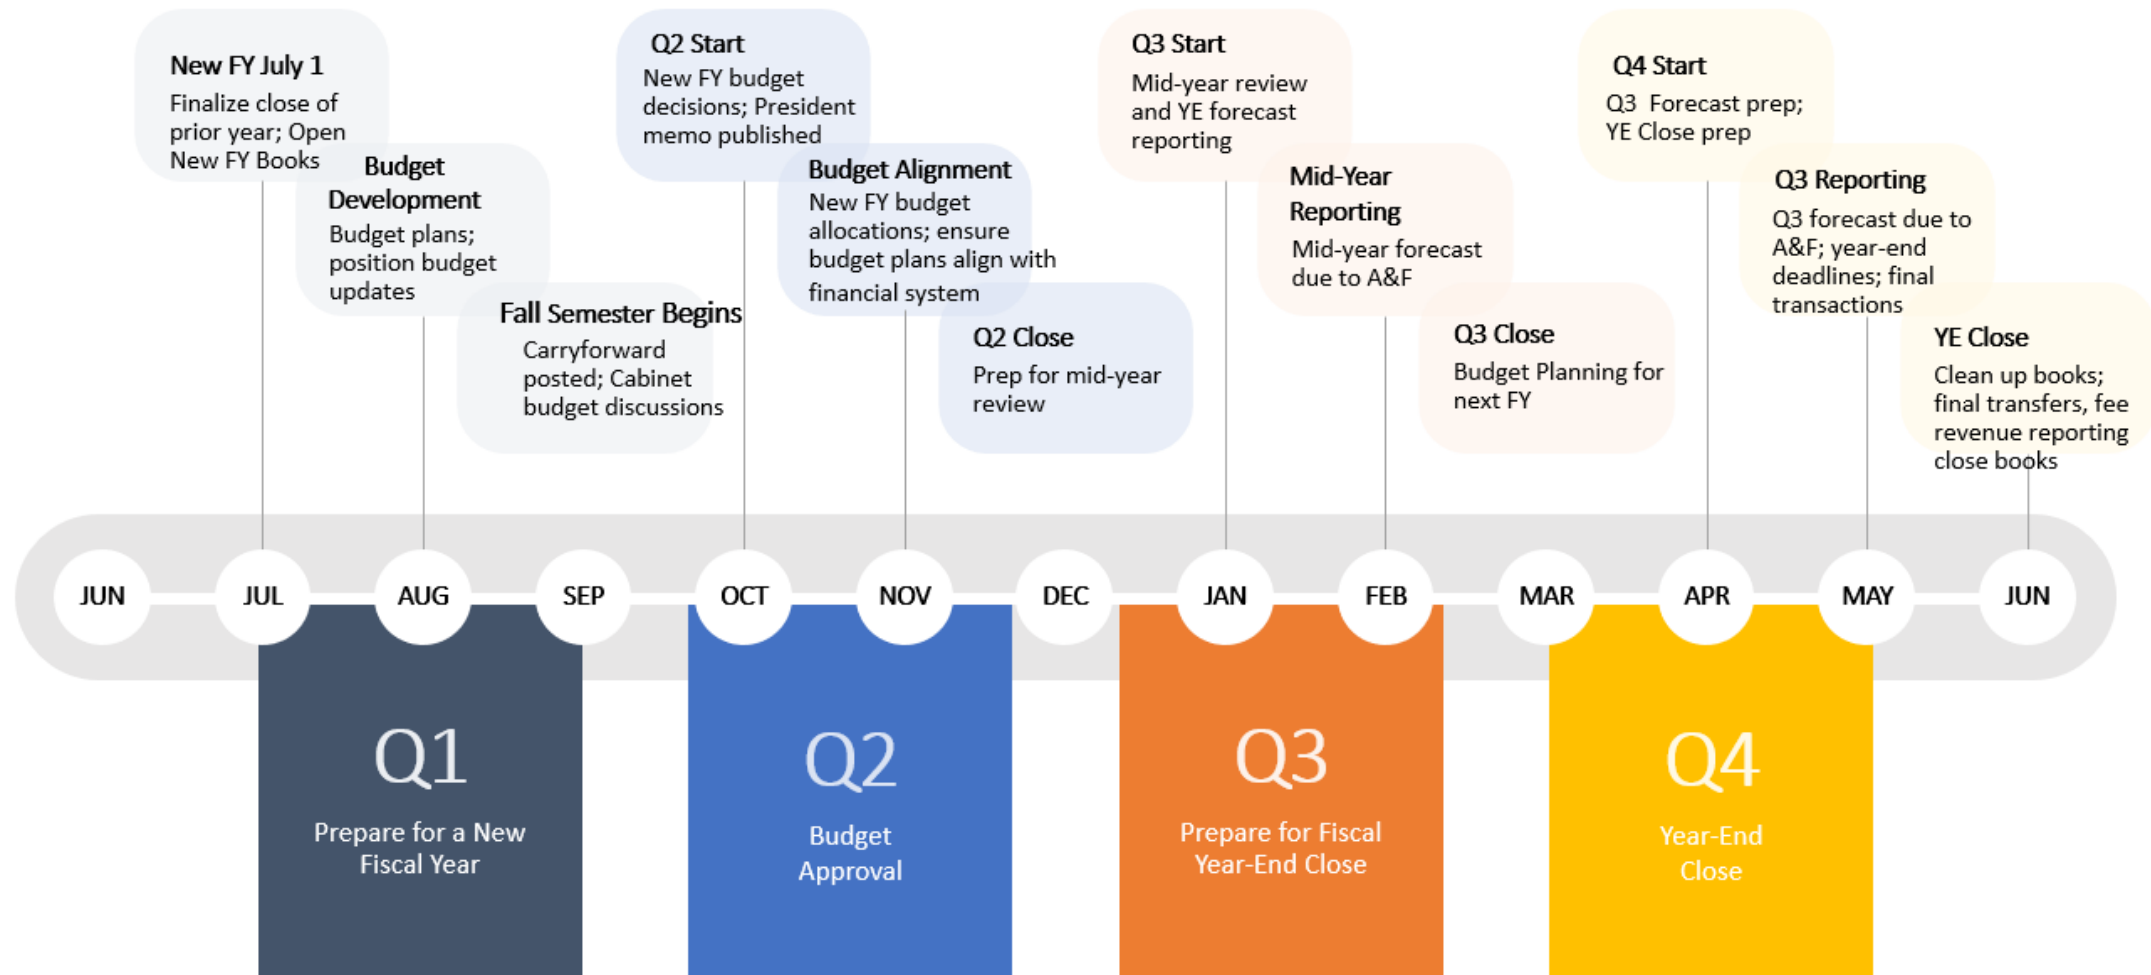 New FY July 1
Finalize close of
prior year; Open
New FY Books
Budget
Development
Budget plans;
position budget
updates
Fall Semester Begins
Carryforward
posted; Cabinet
budget discussions
Q2 Start
New FY budget
decisions; President
memo published
Budget Alignment
New FY budget
allocations; ensure
budget plans align with
financial system
Q2 Close
Prep for mid-year
review
Q3 Start
Mid-year review
and YE forecast
reporting
Mid-Year
Reporting
Mid-year forecast
due to A&F
Q3 Close
Budget Planning for
next FY
Q4 Start
Q3 Forecast prep;
YE Close prep
Q3 Reporting
Q3 forecast due to
A&F; year-end
deadlines; final
transactions
YE Close
Clean up books;
final transfers, fee
revenue reporting
close books
JUN JUL AUG SEP OCT NOV DEC JAN FEB MAR APR MAY JUN
Q1
Prepare for a New
Fiscal Year
Q2
Budget
Approval
Q3
Prepare for Fiscal
Year-End Close
Q4
Year-End
Close